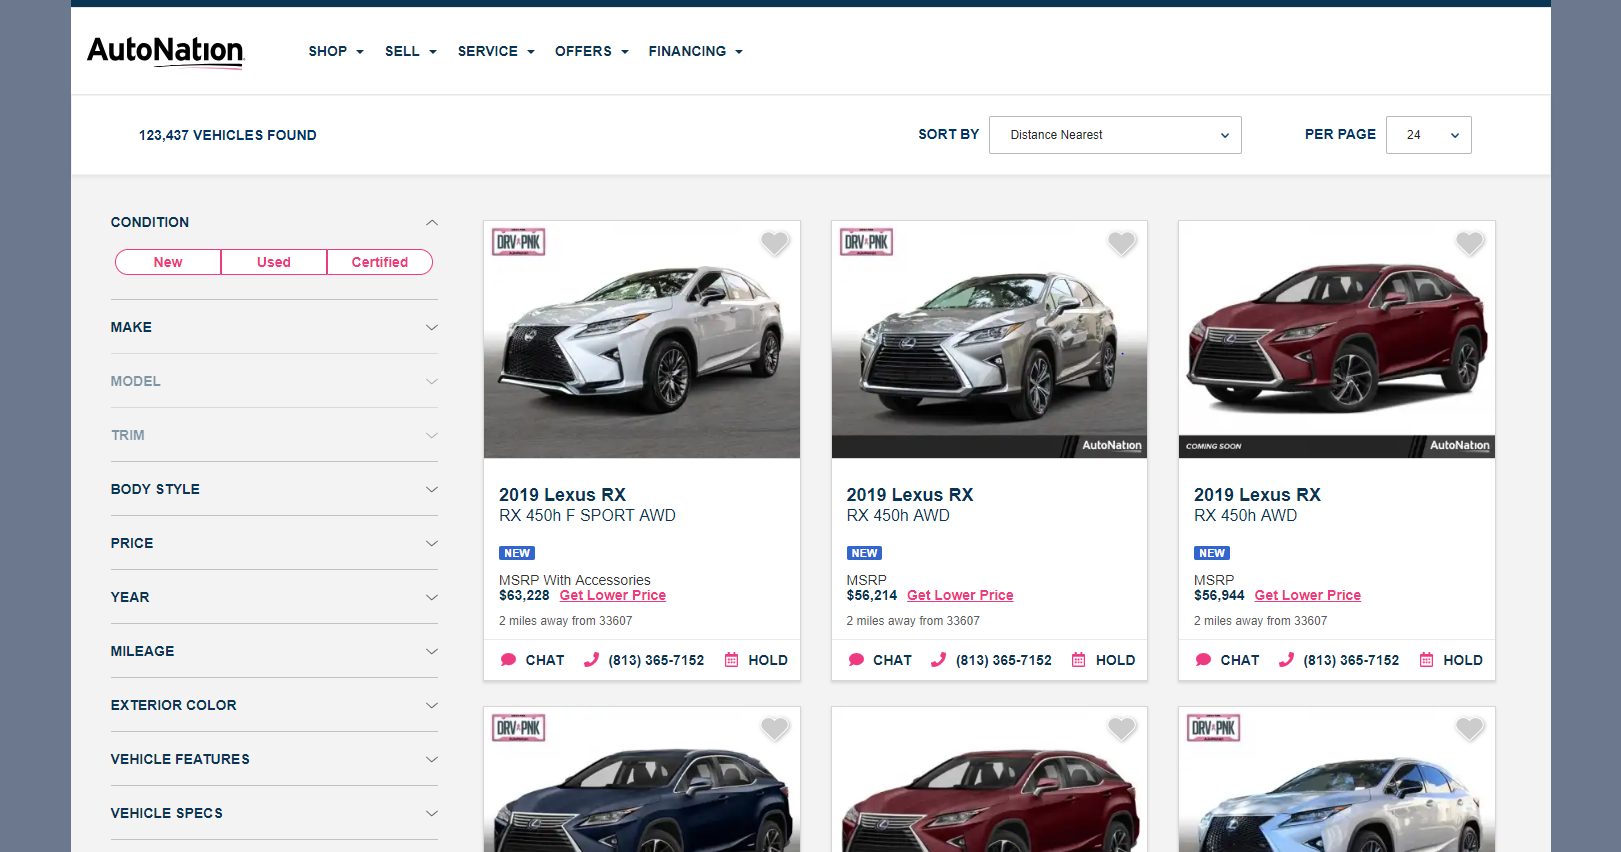 AutoNation
SHOP
SELL
SERVICE
OFFERS
FINANCING
123,437 VEHICLES FOUND
SORT BY
Distance Nearest
PER PAGE
24
CONDITION
New
Used
Certified
MAKE
MODEL
TRIM
BODY STYLE
PRICE
YEAR
MILEAGE
EXTERIOR COLOR
VEHICLE FEATURES
VEHICLE SPECS
DRV PNK
2019 Lexus RX
RX 450h F SPORT AWD
NEW
MSRP With Accessories
$63,228 Get Lower Price
2 miles away from 33607
CHAT (813) 365-7152 HOLD
DRV PNK
AutoNation
2019 Lexus RX
RX 450h AWD
NEW
MSRP
$56,214 Get Lower Price
2 miles away from 33607
CHAT (813) 365-7152 HOLD
COMING SOON
AutoNation
2019 Lexus RX
RX 450h AWD
NEW
MSRP
$56,944 Get Lower Price
2 miles away from 33607
CHAT (813) 365-7152 HOLD
DRV PNK
DRV PNK